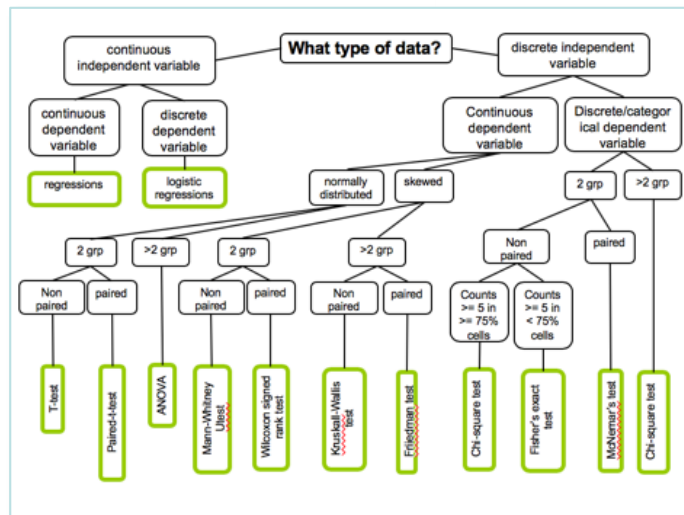 What type of data?
continuous
independent variable
discrete independent
variable
continuous
dependent
variable
discrete
dependent
variable
Continuous
dependent
variable
Discrete/categor
ical dependent
variable
regressions
logistic
regressions
normally
distributed
skewed
2 grp
>2 grp
2 grp
>2 grp
2 grp
>2 grp
Non
paired
paired
Non
paired
paired
Non
paired
paired
Non
paired
paired
Counts
>= 5 in
>= 75%
cells
Counts
>= 5 in
< 75%
cells
T-test
Paired-t-test
ANOVA
Mann-Whitney
Utest
Wilcoxon signed
rank test
Kruskall-Wallis
test
Friiedman test
Chi-square test
Fisher's exact
test
McNemar's test
Chi-square test